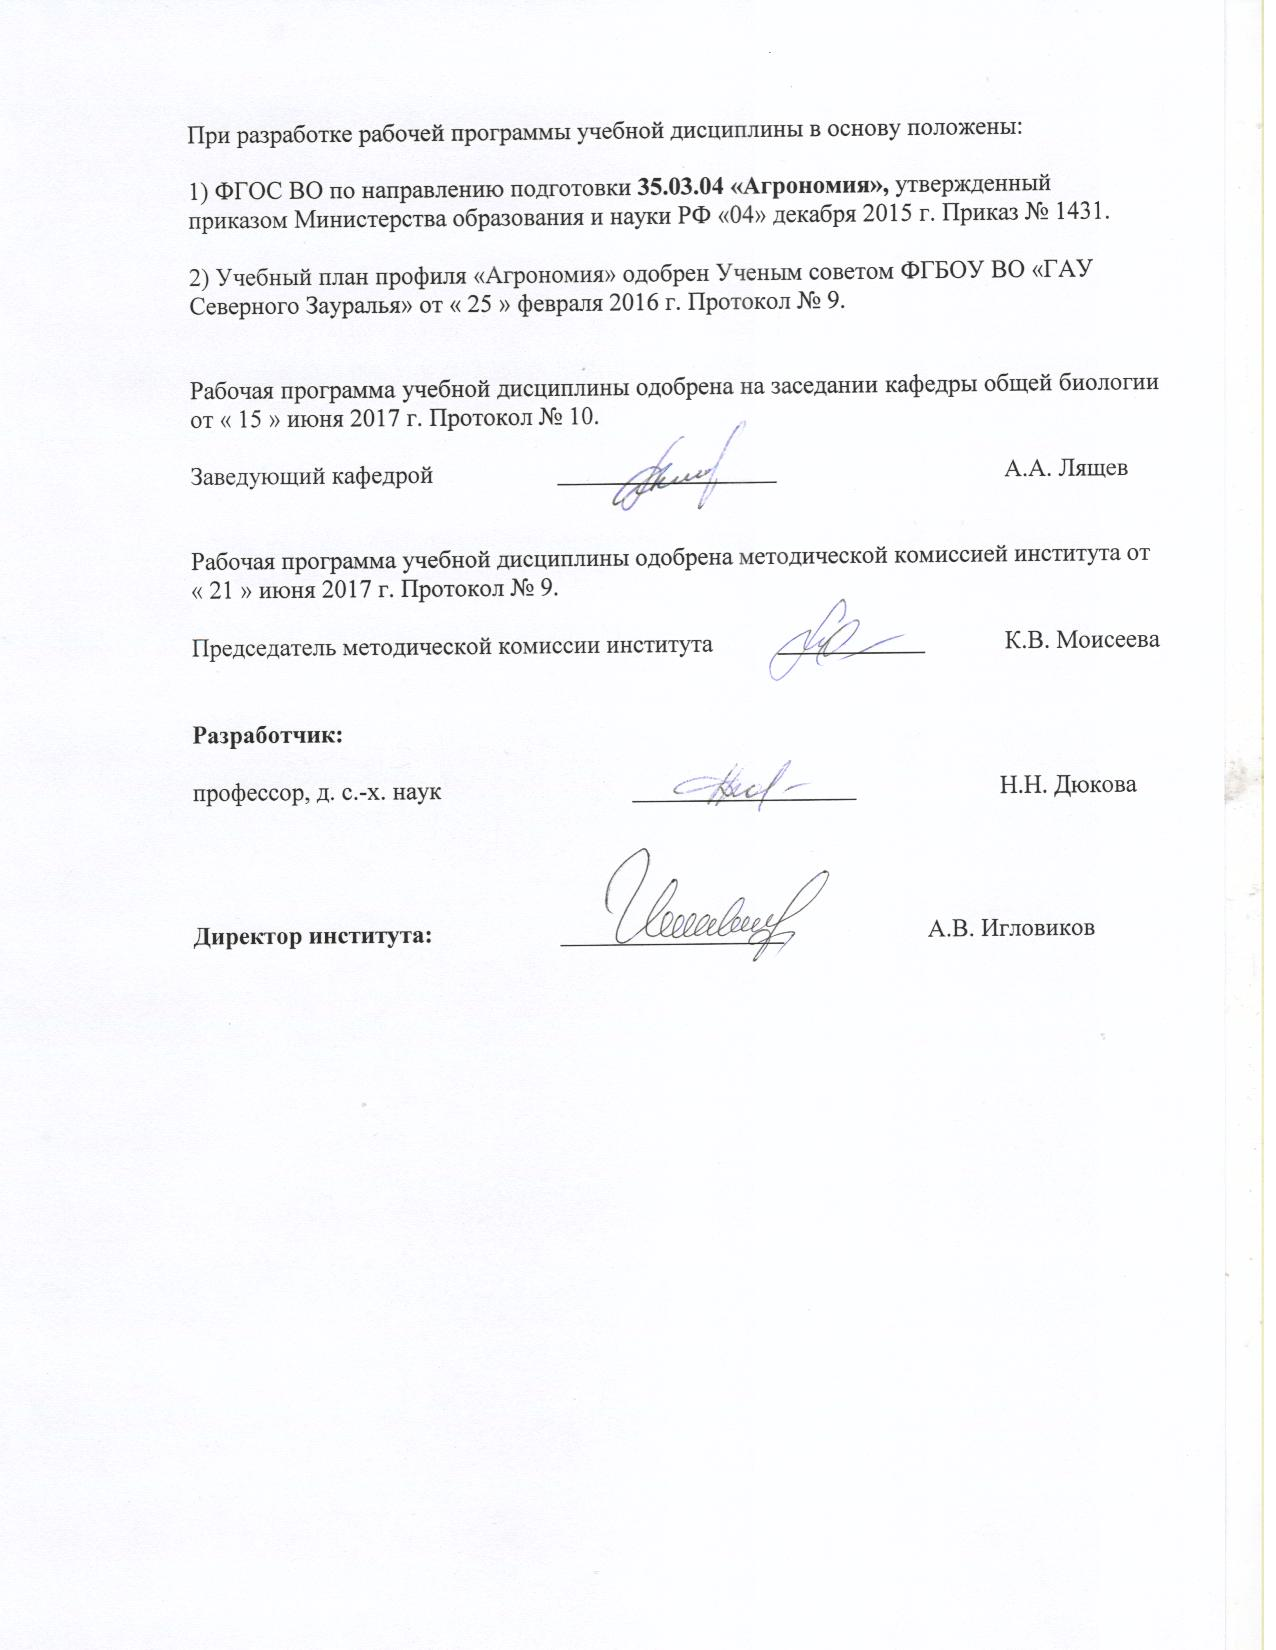 При разработке рабочей программы учебной дисциплины в основу положены:
1) ФГОС ВО по направлению подготовки 35.03.04 «Агрономия», утвержденный
приказом Министерства образования и науки РФ «04» декабря 2015 г. Приказ № 1431.
2) Учебный план профиля «Агрономия» одобрен Ученым советом ФГБОУ ВО «ГАУ
Северного Зауралья» от « 25 » февраля 2016 г. Протокол № 9.
Рабочая программа учебной дисциплины одобрена на заседании кафедры общей биологии
от « 15 » июня 2017 г. Протокол № 10.
Заведующий кафедрой А.А. Лящев
Рабочая программа учебной дисциплины одобрена методической комиссией института от
« 21 » июня 2017 г. Протокол № 9.
Председатель методической комиссии института К.В. Моисеева
Разработчик:
профессор, д. с.-х. наук Н.Н. Дюкова
Директор института: А.В. Игловиков